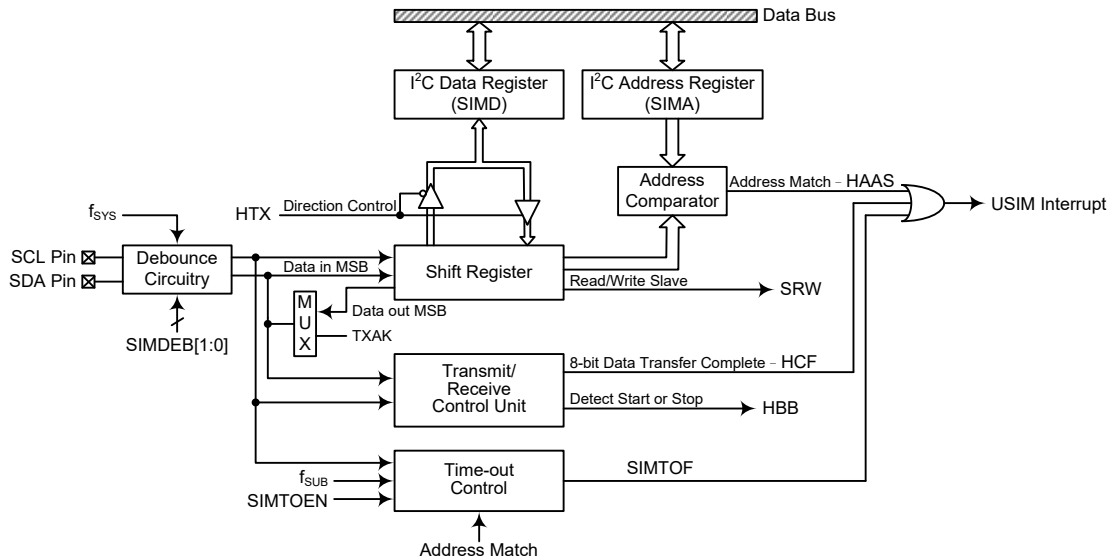 Data Bus
I²C Data Register
(SIMD)
I²C Address Register
(SIMA)
Address
Comparator
Address Match - HAAS
USIM Interrupt
HTX
Direction Control
fSYS
SCL Pin
SDA Pin
Debounce
Circuitry
SIMDEB[1:0]
Data in MSB
Shift Register
Read/Write Slave
SRW
MUX
Data out MSB
TXAK
Transmit/
Receive
Control Unit
8-bit Data Transfer Complete - HCF
Detect Start or Stop
HBB
fSUB
SIMTOEN
Time-out
Control
SIMTOF
Address Match